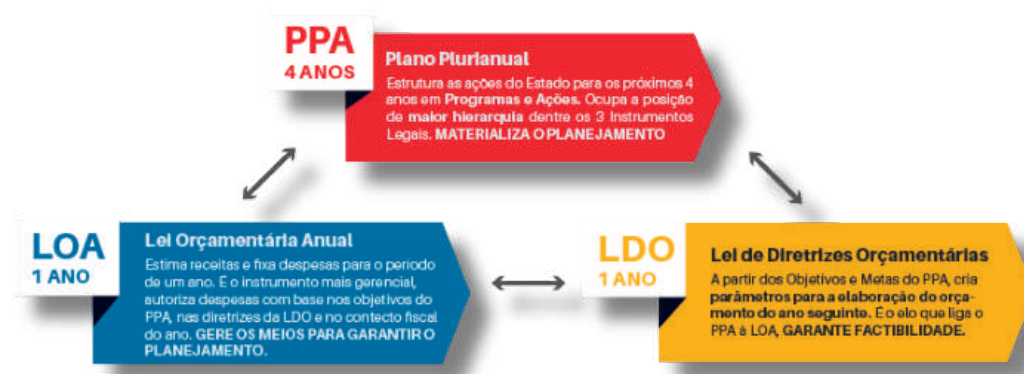 PPA
4 ANOS
Plano Plurianual
Estrutura as ações do Estado para os próximos 4
anos em Programas e Ações. Ocupa a posição
de maior hierarquia dentre os 3 Instrumentos
Legais. MATERIALIZA O PLANEJAMENTO
LOA
1 ANO
Lei Orçamentária Anual
Estima receitas e fixa despesas para o período
de um ano. É o instrumento mais gerencial,
autoriza despesas com base nos objetivos do
PPA, nas diretrizes da LDO e no contecto fiscal
do ano. GERE OS MEIOS PARA GARANTIR O
PLANEJAMENTO.
LDO
1 ANO
Lei de Diretrizes Orçamentárias
A partir dos Objetivos e Metas do PPA, cria
parâmetros para a elaboração do orça-
mento do ano seguinte. É o elo que liga o
PPA à LOA, GARANTE FACTIBILIDADE.